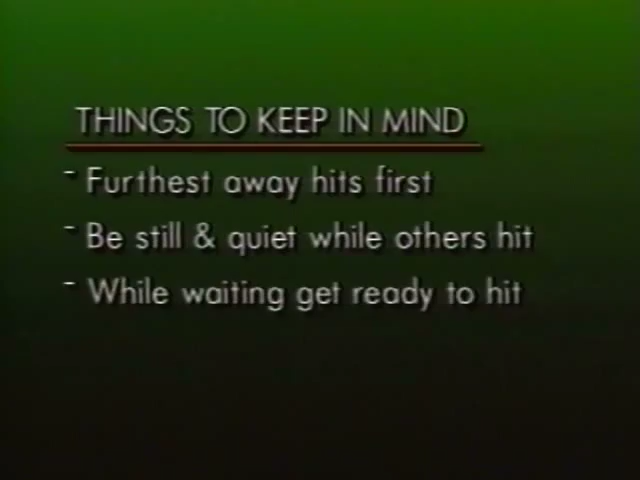 THINGS TO KEEP IN MIND
- Furthest away hits first
- Be still & quiet while others hit
- While waiting get ready to hit